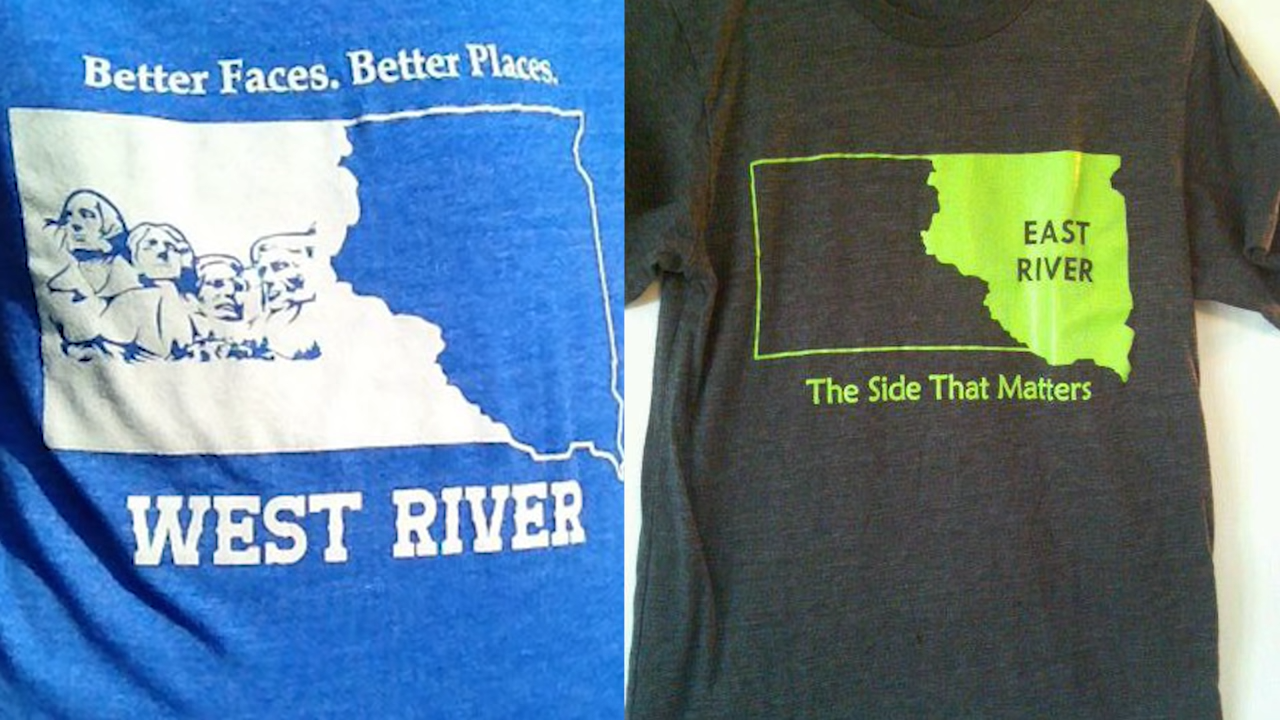 Better Faces. Better Places.
WEST RIVER
EAST
RIVER
The Side That Matters